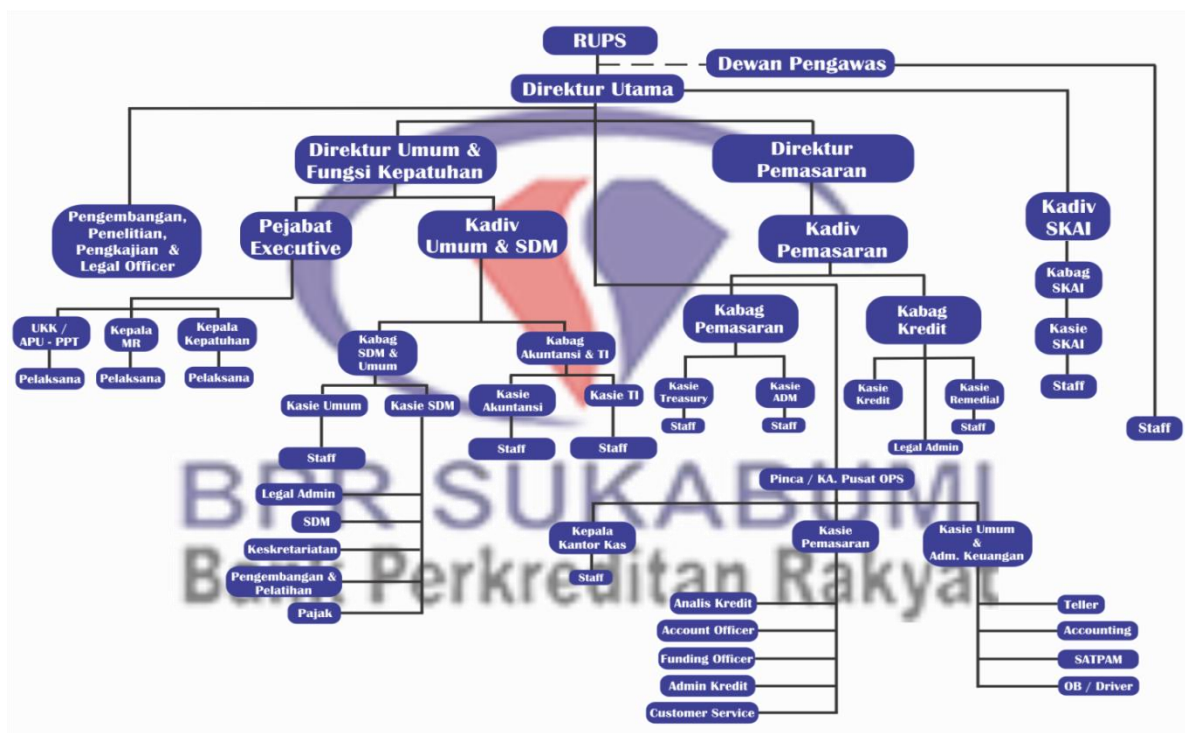 RUPS
Dewan Pengawas
Direktur Utama
Direktur Umum &
Fungsi Kepatuhan
Direktur
Pemasaran
Pengembangan,
Penelitian,
Pengkajian &
Legal Officer
Pejabat
Executive
Kadiv
Umum & SDM
Kadiv
Pemasaran
Kadiv
SKAI
Kabag
SKAI
Kasie
SKAI
Staff
Staff
UKK /
APU - PPT
Kepala
MR
Kepala
Kepatuhan
Pelaksana
Pelaksana
Pelaksana
Kabag
SDM &
Umum
Kabag
Akuntansi & TI
Kabag
Pemasaran
Kabag
Kredit
Kasie Umum
Kasie SDM
Kasie
Akuntansi
Kasie TI
Kasie
Treasury
Kasie
ADM
Kasie
Kredit
Kasie
Remedial
Staff
Staff
Staff
Legal Admin
Staff
Staff
Staff
Legal Admin
SDM
Keskretariatan
Pengembangan &
Pelatihan
Pajak
Pinca / KA. Pusat OPS
Kepala
Kantor Kas
Staff
Kasie
Pemasaran
Kasie Umum
&
Adm. Keuangan
Analis Kredit
Account Officer
Funding Officer
Admin Kredit
Customer Service
Teller
Accounting
SATPAM
OB / Driver
BPR SUKABUMI
Bank Perkreditan Rakyat